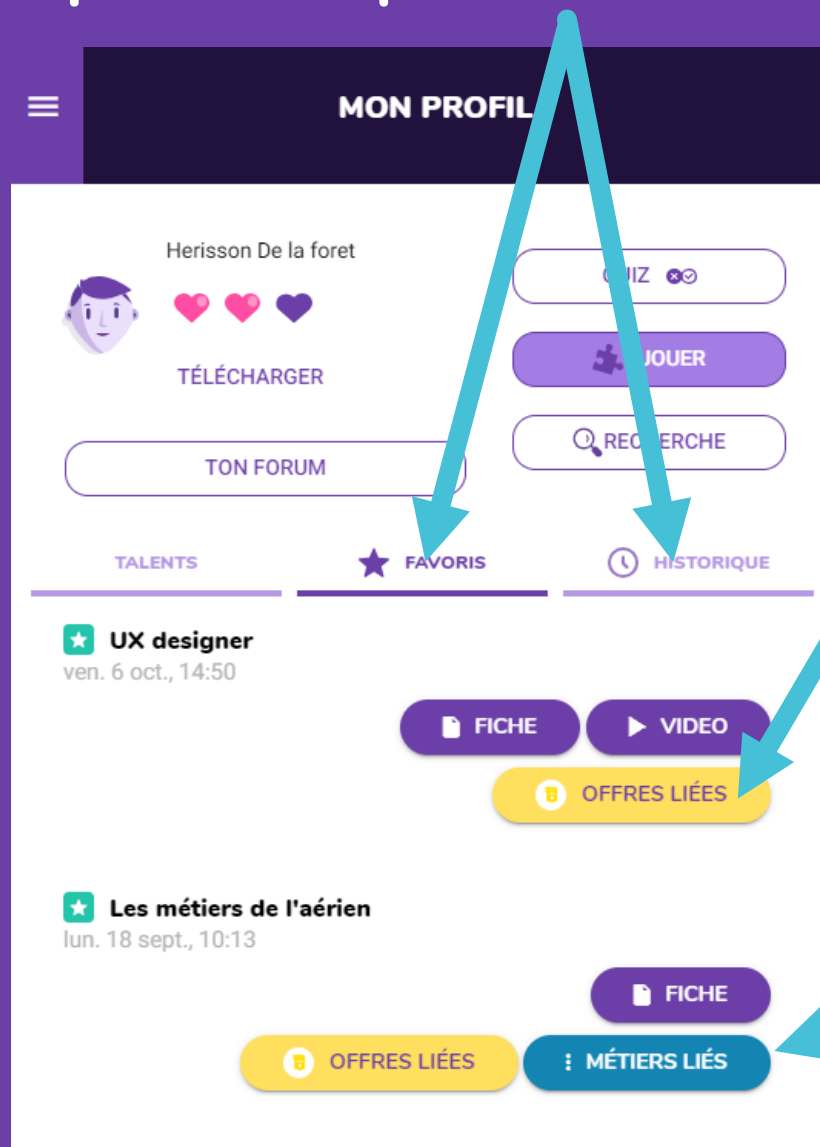 MON PROFIL
Herisson De la foret
TÉLÉCHARGER
TON FORUM
JOUER
TALENTS
FAVORIS
HISTORIQUE
UX designer
ven. 6 oct., 14:50
FICHE
VIDEO
OFFRES LIÉES
Les métiers de l'aérien
lun. 18 sept., 10:13
FICHE
OFFRES LIÉES
MÉTIERS LIÉS